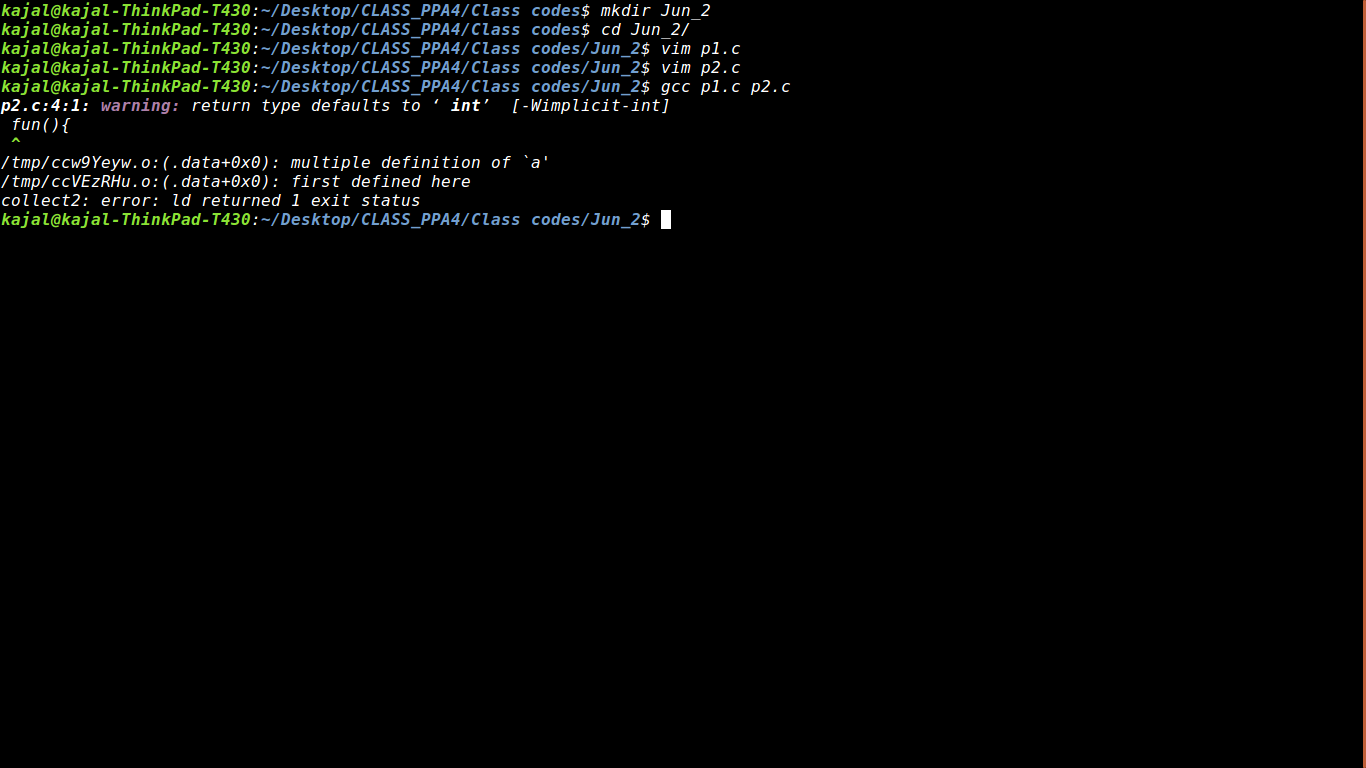 kajal@kajal-ThinkPad-T430:~/Desktop/CLASS_PPA4/Class codes$ mkdir Jun_2
kajal@kajal-ThinkPad-T430:~/Desktop/CLASS_PPA4/Class codes$ cd Jun_2/
kajal@kajal-ThinkPad-T430:~/Desktop/CLASS_PPA4/Class codes/Jun_2$ vim p1.c
kajal@kajal-ThinkPad-T430:~/Desktop/CLASS_PPA4/Class codes/Jun_2$ vim p2.c
kajal@kajal-ThinkPad-T430:~/Desktop/CLASS_PPA4/Class codes/Jun_2$ gcc p1.c p2.c
p2.c:4:1: warning: return type defaults to ‘ int’  [-Wimplicit-int]
 fun(){
 ^
/tmp/ccw9Yeyw.o:(.data+0x0): multiple definition of `a'
/tmp/ccVEzRHu.o:(.data+0x0): first defined here
collect2: error: ld returned 1 exit status
kajal@kajal-ThinkPad-T430:~/Desktop/CLASS_PPA4/Class codes/Jun_2$